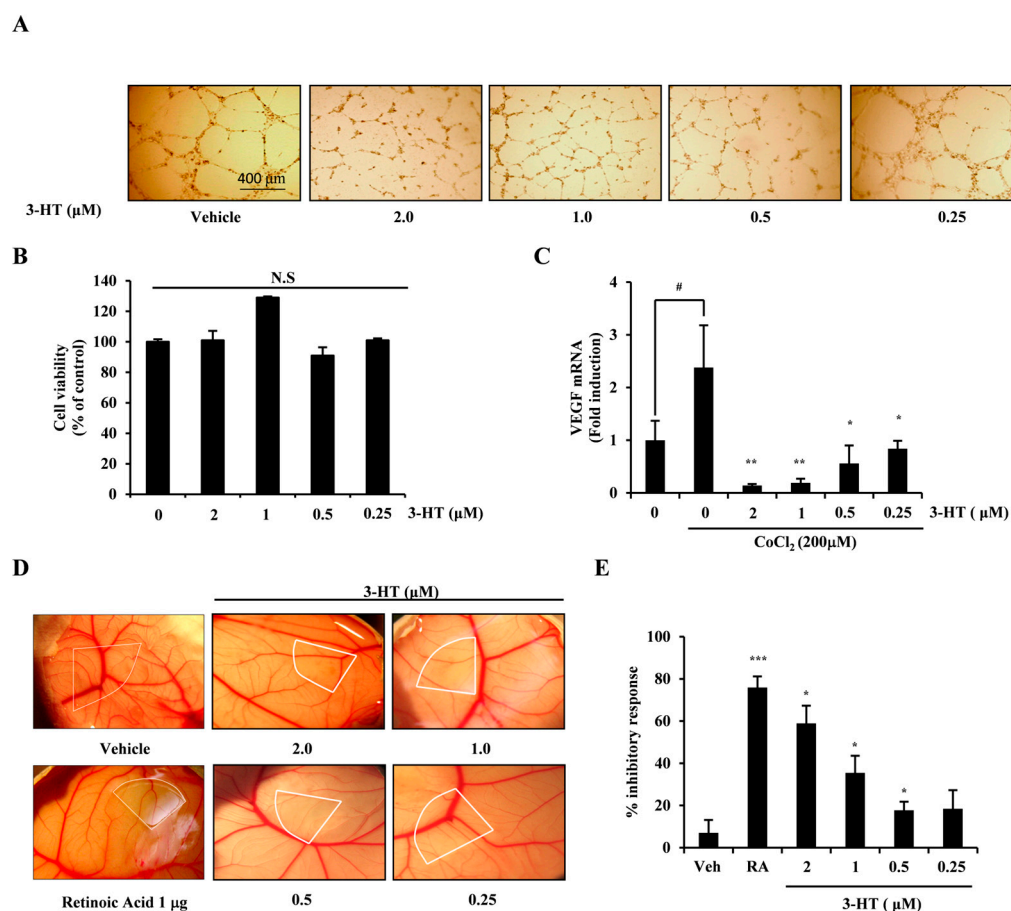 A
400 μm
3-HT (μM)
Vehicle
2.0
1.0
0.5
0.25
B
N.S
140
120
100
80
60
40
20
0
Cell viability
(% of control)
0
2
1
0.5
0.25
3-HT (μM)
C
#
4
3
2
1
0
VEGF mRNA
(Fold induction)
**
**
*
*
0
0
2
1
0.5
0.25
3-HT ( μM)
CoCl₂ (200μM)
D
3-HT (μM)
Vehicle
2.0
1.0
Retinoic Acid 1 μg
0.5
0.25
E
100
80
60
40
20
0
% inhibitory response
***
*
*
*
Veh
RA
2
1
0.5
0.25
3-HT ( μM)